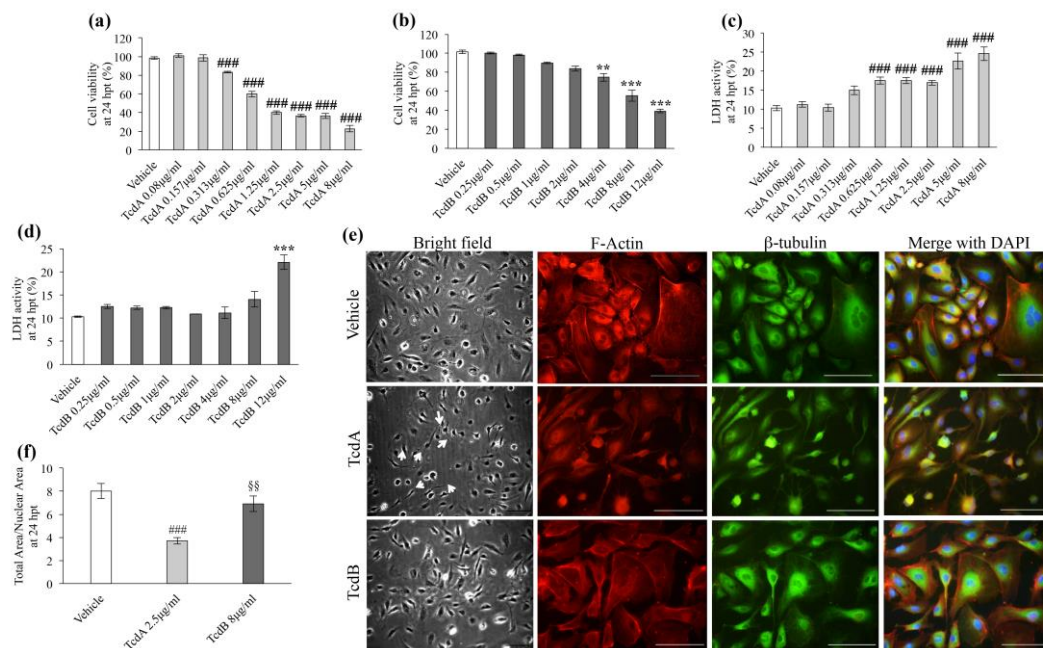 (a)
Cell viability
at 24 hpt (%)
120
100
80
60
40
20
0
###
###
###
###
###
###
Vehicle
TcdA 0.08μg/ml
TcdA 0.157μg/ml
TcdA 0.313μg/ml
TcdA 0.625μg/ml
TcdA 1.25μg/ml
TcdA 2.5μg/ml
TcdA 5μg/ml
TcdA 8μg/ml
(b)
Cell viability
at 24 hpt (%)
120
100
80
60
40
20
0
**
***
***
Vehicle
TcdB 0.25μg/ml
TcdB 0.5μg/ml
TcdB 1μg/ml
TcdB 2μg/ml
TcdB 4μg/ml
TcdB 8μg/ml
TcdB 12μg/ml
(c)
LDH activity
at 24 hpt (%)
30
25
20
15
10
5
0
###
###
###
###
###
Vehicle
TcdA 0.08μg/ml
TcdA 0.157μg/ml
TcdA 0.313μg/ml
TcdA 0.625μg/ml
TcdA 1.25μg/ml
TcdA 2.5μg/ml
TcdA 5μg/ml
TcdA 8μg/ml
(d)
LDH activity
at 24 hpt (%)
25
20
15
10
5
0
***
Vehicle
TcdB 0.25μg/ml
TcdB 0.5μg/ml
TcdB 1μg/ml
TcdB 2μg/ml
TcdB 4μg/ml
TcdB 8μg/ml
TcdB 12μg/ml
(e)
Bright field
F-Actin
β-tubulin
Merge with DAPI
Vehicle
TcdA
TcdB
(f)
Total Area/Nuclear Area
at 24 hpt
10
8
6
4
2
0
###
§§
Vehicle
TcdA 2.5μg/ml
TcdB 8μg/ml